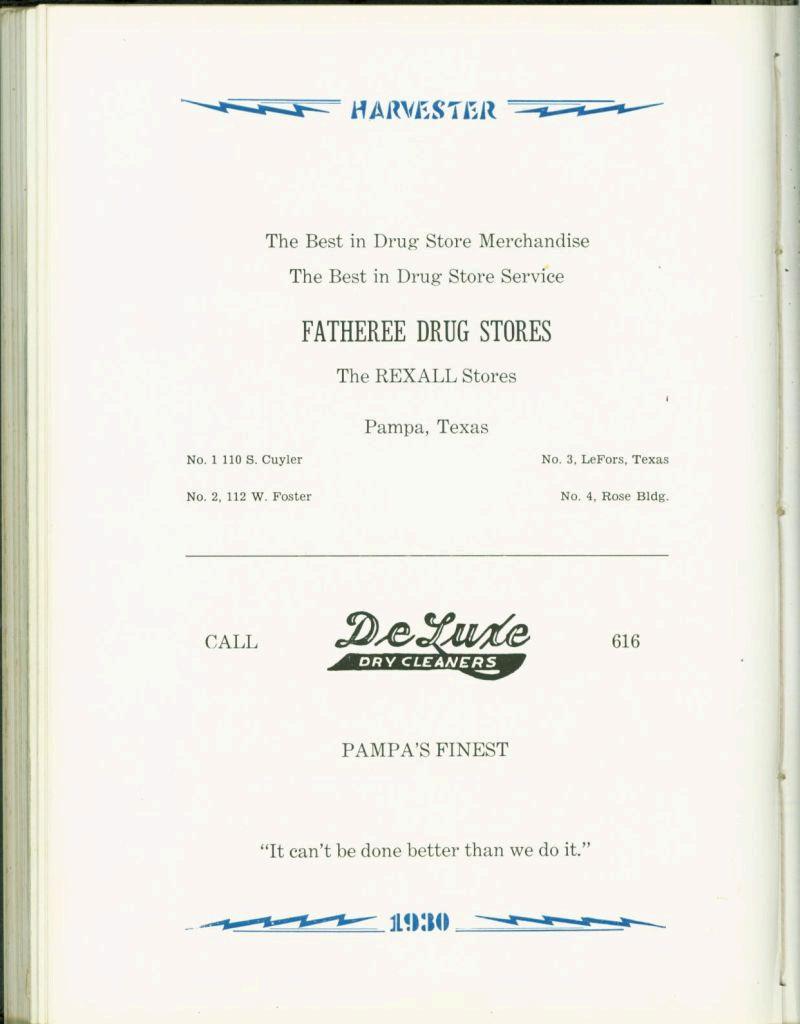 HARVESTER
The Best in Drug Store Merchandise
The Best in Drug Store Service
FATHEREE DRUG STORES
The REXALL Stores
Pampa, Texas
No. 1 110 S. Cuyler
No. 3, LeFors, Texas
No. 2, 112 W. Foster
No. 4, Rose Bldg.
CALL DeLuxe 616
DRY CLEANERS
PAMPA'S FINEST
“It can't be done better than we do it.”
1930